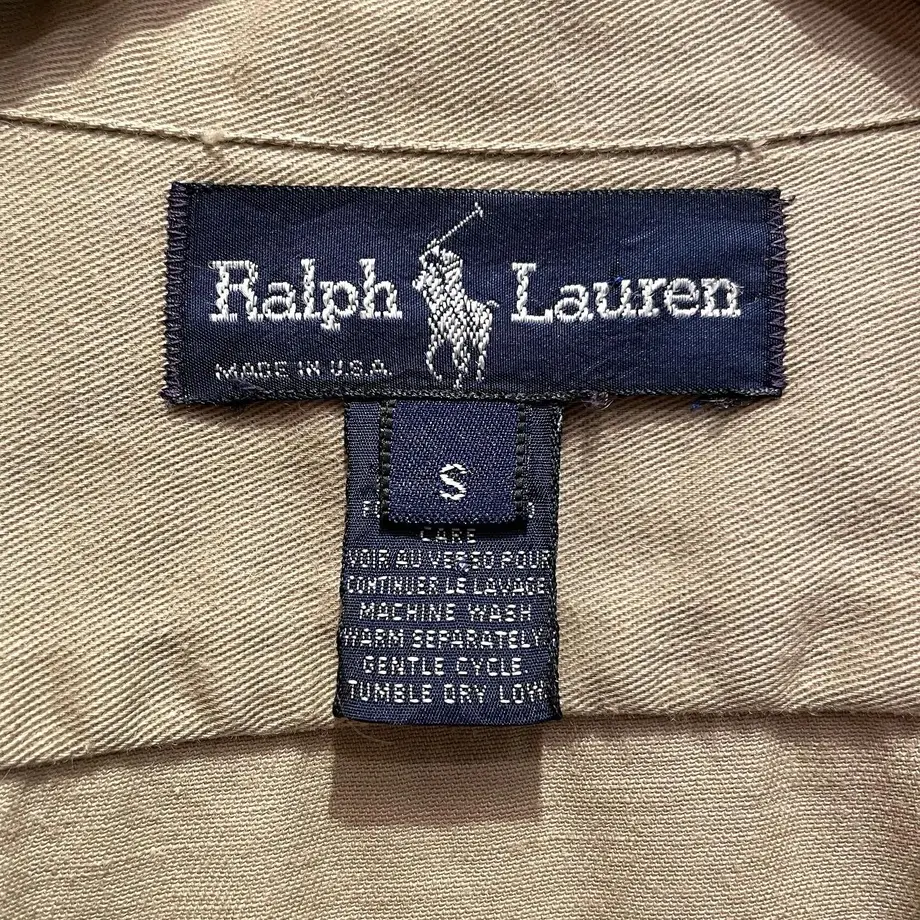 Ralph Lauren
MADE IN U.S.A.
S
CARE
VOIR AU VERSO POUR
CONTINUER LE LAVAGE
MACHINE WASH
WARM SEPARATELY
GENTLE CYCLE
TUMBLE DRY LOW